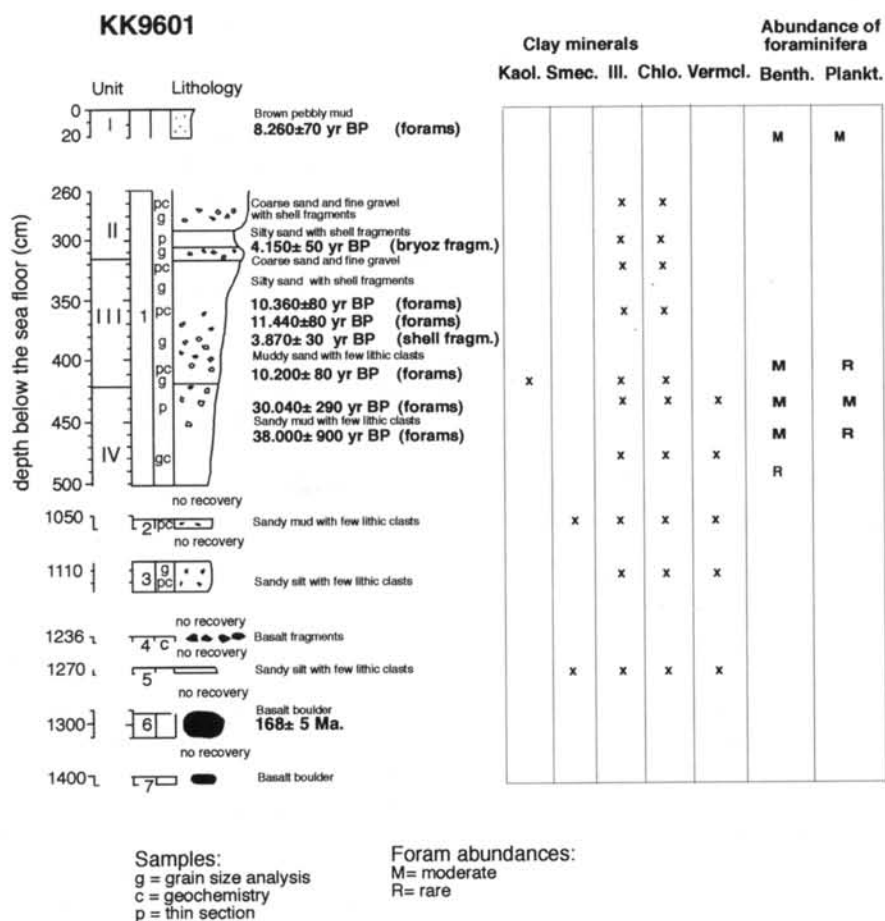 KK9601
Clay minerals
Abundance of
foraminifera
Kaol. Smec. Ill. Chlo. Vermcl. Benth. Plankt.
Unit Lithology
depth below the sea floor (cm)
0
20
I
Brown pebbly mud
8.260±70 yr BP (forams)
M M
260
pc
g
Coarse sand and fine gravel
with shell fragments
x x
II
p
Silty sand with shell fragments
x x
300
g
4.150± 50 yr BP (bryoz fragm.)
Coarse sand and fine gravel
pc
x x
g
Silty sand with shell fragments
350
III
1
pc
10.360±80 yr BP (forams)
x x
11.440±80 yr BP (forams)
g
3.870± 30 yr BP (shell fragm.)
Muddy sand with few lithic clasts
400
pc
10.200± 80 yr BP (forams)
M R
g
x x x
p
30.040± 290 yr BP (forams)
x x x M M
Sandy mud with few lithic clasts
450
38.000± 900 yr BP (forams)
M R
IV
gc
x x x
R
500
no recovery
1050
2
pc
Sandy mud with few lithic clasts
x x x x
no recovery
1110
3
g
pc
Sandy silt with few lithic clasts
x x x
no recovery
1236
4 c
Basalt fragments
no recovery
1270
5
Sandy silt with few lithic clasts
x x x x
no recovery
1300
6
Basalt boulder
168± 5 Ma.
no recovery
1400
7
Basalt boulder
Samples:
g = grain size analysis
c = geochemistry
p = thin section
Foram abundances:
M= moderate
R= rare